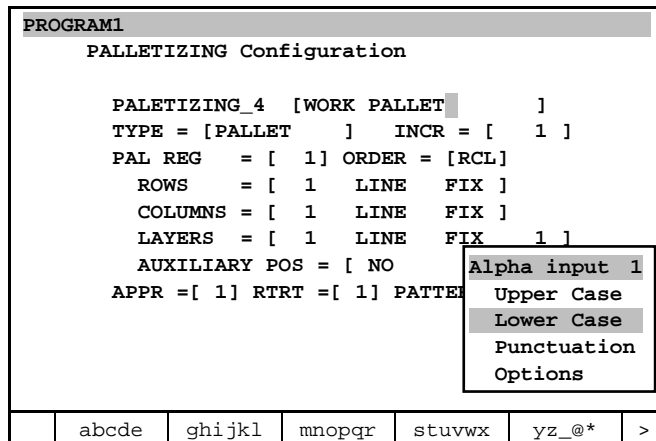 PROGRAM1
PALLETIZING Configuration
PALETIZING_4 [WORK PALLET ]
TYPE = [PALLET ] INCR = [ 1 ]
PAL REG = [ 1] ORDER = [RCL]
ROWS = [ 1 LINE FIX ]
COLUMNS = [ 1 LINE FIX ]
LAYERS = [ 1 LINE FIX 1 ]
AUXILIARY POS = [ NO
APPR =[ 1] RTRT =[ 1] PATTE
Alpha input 1
Upper Case
Lower Case
Punctuation
Options
abcde ghijkl mnopqr stuvwx yz_@* >